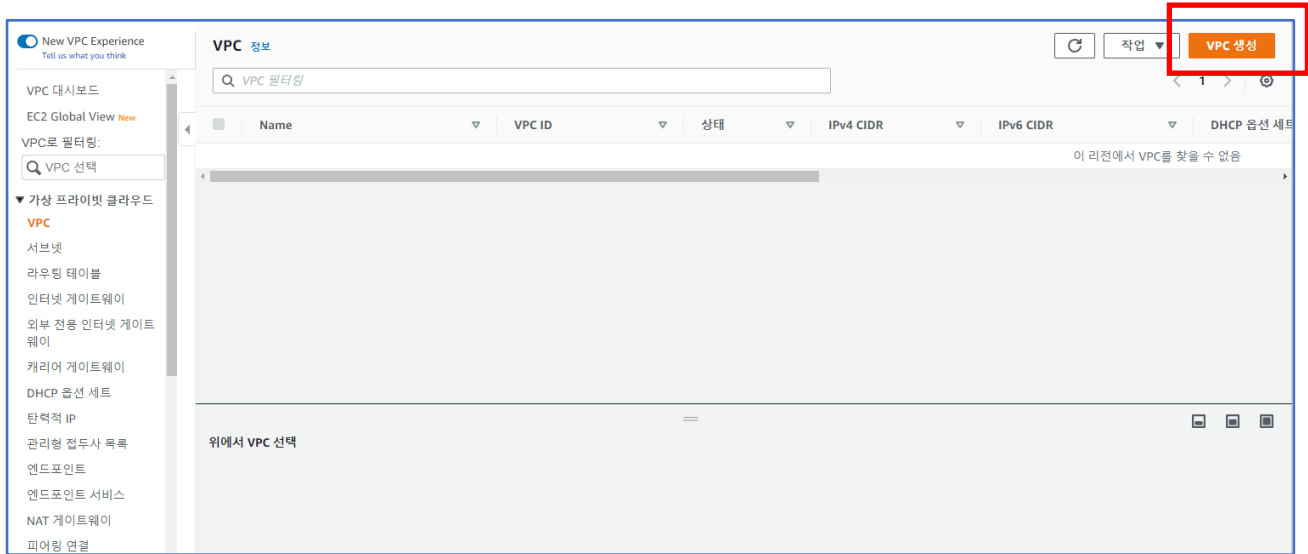 New VPC Experience
Tell us what you think
VPC 대시보드
EC2 Global View New
VPC로 필터링:
VPC 선택
가상 프라이빗 클라우드
VPC
서브넷
라우팅 테이블
인터넷 게이트웨이
외부 전용 인터넷 게이트
웨이
캐리어 게이트웨이
DHCP 옵션 세트
탄력적 IP
관리형 접두사 목록
엔드포인트
엔드포인트 서비스
NAT 게이트웨이
피어링 연결
VPC 정보
작업
VPC 생성
VPC 필터링
1
Name VPC ID 상태 IPv4 CIDR IPv6 CIDR DHCP 옵션 세트
이 리전에서 VPC를 찾을 수 없음
위에서 VPC 선택